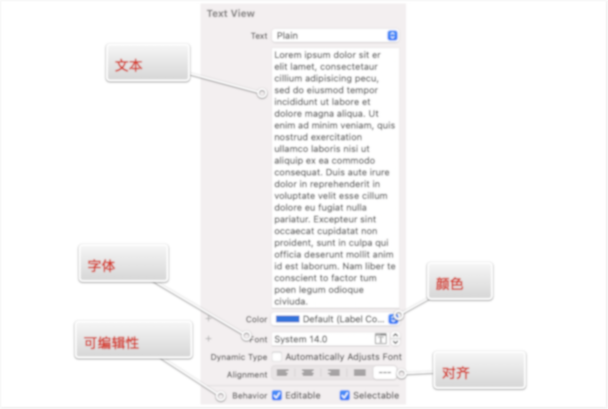 Text View
Text Plain
文本
Lorem ipsum dolor sit er
elit lamet, consectetaur
cillium adipisicing pecu,
sed do eiusmod tempor
incididunt ut labore et
dolore magna aliqua. Ut
enim ad minim veniam, quis
nostrud exercitation
ullamco laboris nisi ut
aliquip ex ea commodo
consequat. Duis aute irure
dolor in reprehenderit in
voluptate velit esse cillum
dolore eu fugiat nulla
pariatur. Excepteur sint
occaecat cupidatat non
proident, sunt in culpa qui
officia deserunt mollit anim
id est laborum. Nam liber te
conscient to factor tum
poen legum odioque
civiuda.
字体
颜色
+ Color Default (Label Co...
+ Font System 14.0
可编辑性
Dynamic Type Automatically Adjusts Font
Alignment ----
对齐
Behavior Editable Selectable